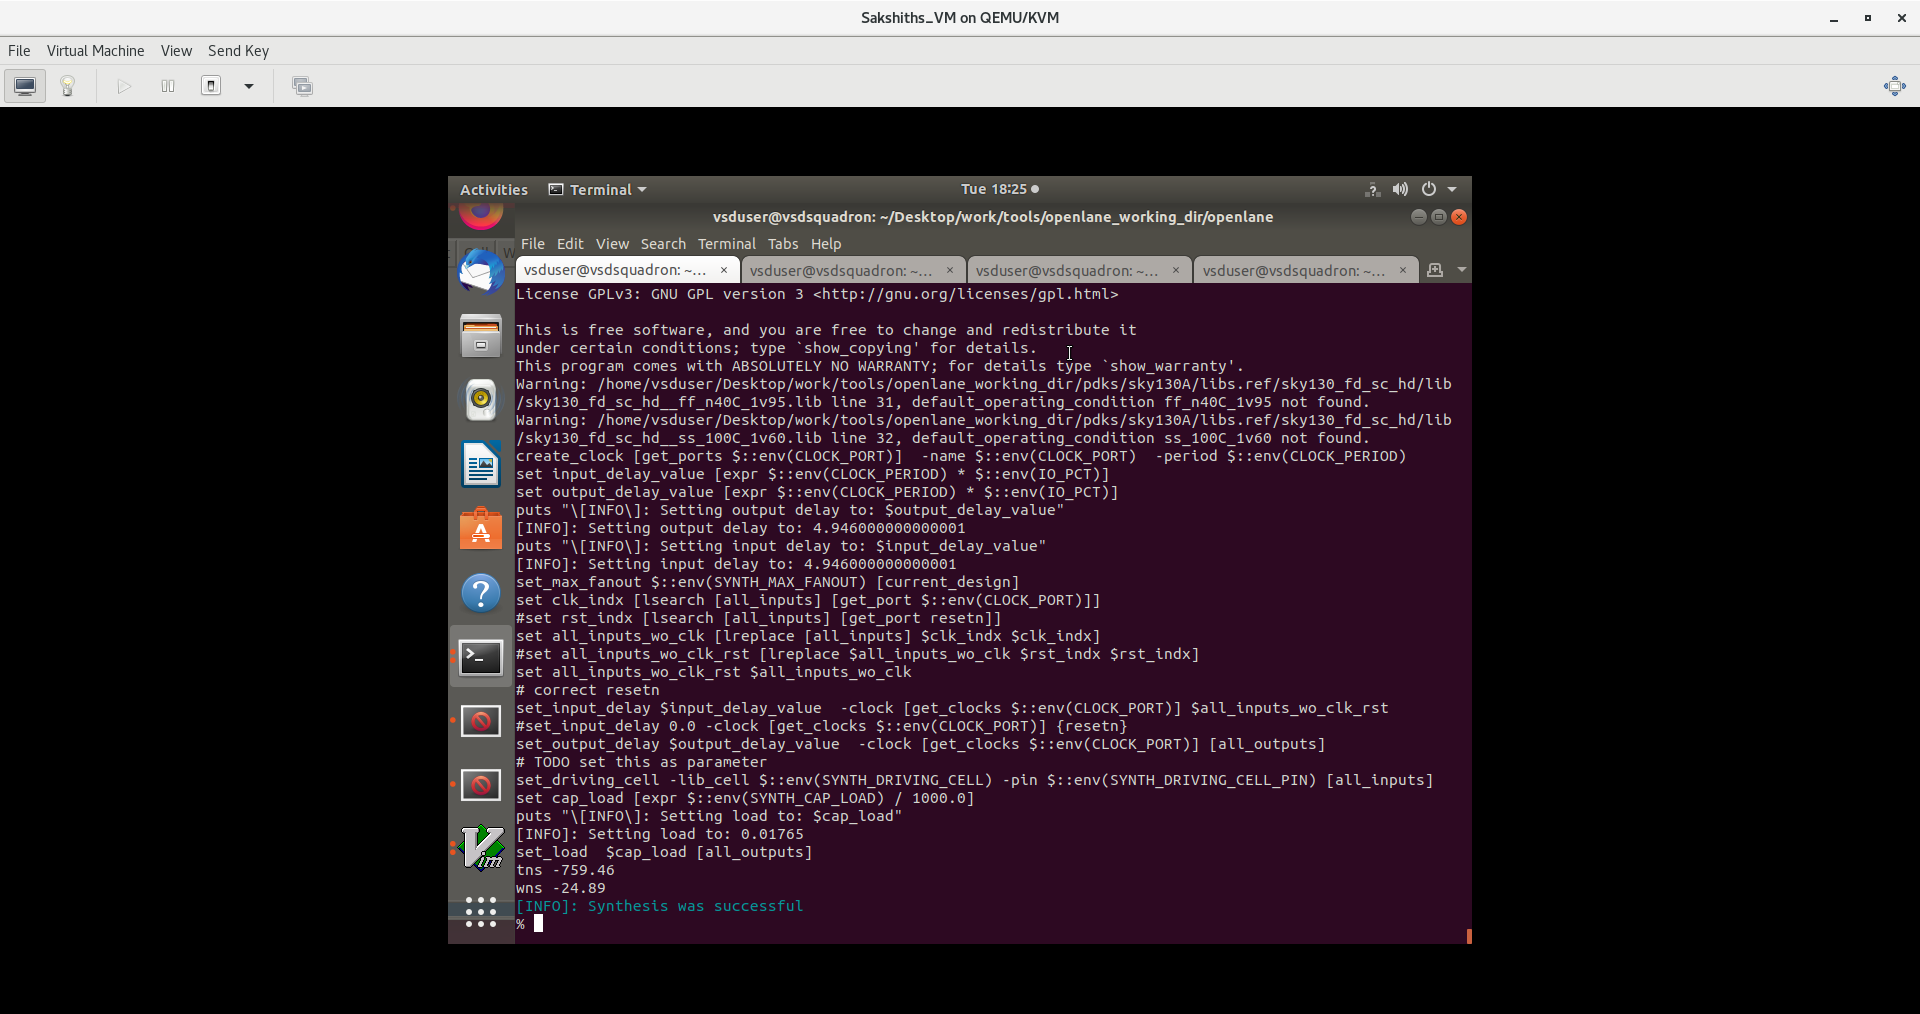 Sakshiths_VM on QEMU/KVM
File Virtual Machine View Send Key
Activities Terminal Tue 18:25
vsduser@vsdsquadron: ~/Desktop/work/tools/openlane_working_dir/openlane
File Edit View Search Terminal Tabs Help
vsduser@vsdsquadron: ~... × vsduser@vsdsquadron: ~... × vsduser@vsdsquadron: ~... × vsduser@vsdsquadron: ~... ×
License GPLv3: GNU GPL version 3 <http://gnu.org/licenses/gpl.html>
This is free software, and you are free to change and redistribute it
under certain conditions; type `show_copying' for details.
This program comes with ABSOLUTELY NO WARRANTY; for details type `show_warranty'.
Warning: /home/vsduser/Desktop/work/tools/openlane_working_dir/pdks/sky130A/libs.ref/sky130_fd_sc_hd/lib
/sky130_fd_sc_hd__ff_n40C_1v95.lib line 31, default_operating_condition ff_n40C_1v95 not found.
Warning: /home/vsduser/Desktop/work/tools/openlane_working_dir/pdks/sky130A/libs.ref/sky130_fd_sc_hd/lib
/sky130_fd_sc_hd__ss_100C_1v60.lib line 32, default_operating_condition ss_100C_1v60 not found.
create_clock [get_ports $::env(CLOCK_PORT)]  -name $::env(CLOCK_PORT)  -period $::env(CLOCK_PERIOD)
set input_delay_value [expr $::env(CLOCK_PERIOD) * $::env(IO_PCT)]
set output_delay_value [expr $::env(CLOCK_PERIOD) * $::env(IO_PCT)]
puts "\[INFO\]: Setting output delay to: $output_delay_value"
[INFO]: Setting output delay to: 4.946000000000001
puts "\[INFO\]: Setting input delay to: $input_delay_value"
[INFO]: Setting input delay to: 4.946000000000001
set_max_fanout $::env(SYNTH_MAX_FANOUT) [current_design]
set clk_indx [lsearch [all_inputs] [get_port $::env(CLOCK_PORT)]]
#set rst_indx [lsearch [all_inputs] [get_port resetn]]
set all_inputs_wo_clk [lreplace [all_inputs] $clk_indx $clk_indx]
#set all_inputs_wo_clk_rst [lreplace $all_inputs_wo_clk $rst_indx $rst_indx]
set all_inputs_wo_clk_rst $all_inputs_wo_clk
# correct resetn
set_input_delay $input_delay_value  -clock [get_clocks $::env(CLOCK_PORT)] $all_inputs_wo_clk_rst
#set_input_delay 0.0 -clock [get_clocks $::env(CLOCK_PORT)] {resetn}
set_output_delay $output_delay_value  -clock [get_clocks $::env(CLOCK_PORT)] [all_outputs]
# TODO set this as parameter
set_driving_cell -lib_cell $::env(SYNTH_DRIVING_CELL) -pin $::env(SYNTH_DRIVING_CELL_PIN) [all_inputs]
set cap_load [expr $::env(SYNTH_CAP_LOAD) / 1000.0]
puts "\[INFO\]: Setting load to: $cap_load"
[INFO]: Setting load to: 0.01765
set_load  $cap_load [all_outputs]
tns -759.46
wns -24.89
[INFO]: Synthesis was successful
%